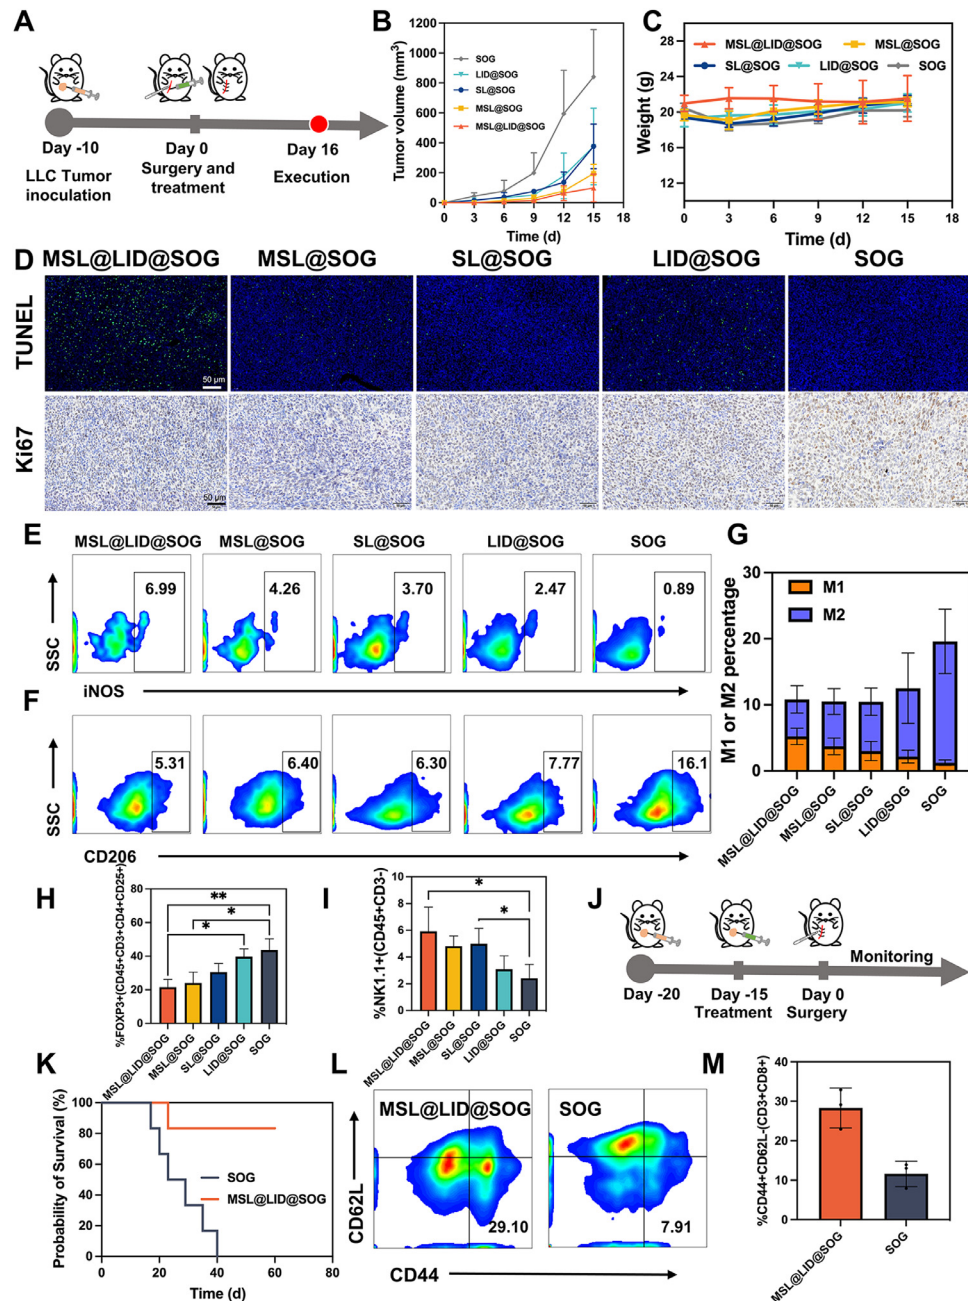 A
Day -10
LLC Tumor
inoculation
Day 0
Surgery and
treatment
Day 16
Execution
B
Tumor volume (mm³)
1200
1000
800
600
400
200
0
SOG
LID@SOG
SL@SOG
MSL@SOG
MSL@LID@SOG
0 3 6 9 12 15 18
Time (d)
C
Weight (g)
28
24
20
16
12
MSL@LID@SOG MSL@SOG
SL@SOG LID@SOG SOG
0 3 6 9 12 15 18
Time (d)
D
MSL@LID@SOG MSL@SOG SL@SOG LID@SOG SOG
TUNEL
50 μm
Ki67
50 μm
E
MSL@LID@SOG MSL@SOG SL@SOG LID@SOG SOG
SSC
6.99 4.26 3.70 2.47 0.89
iNOS
F
SSC
5.31 6.40 6.30 7.77 16.1
CD206
G
M1 or M2 percentage
30
20
10
0
M1
M2
MSL@LID@SOG
MSL@SOG
SL@SOG
LID@SOG
SOG
H
%FOXP3+(CD45+CD3+CD4+CD25+)
80
60
40
20
0
**
*
*
MSL@LID@SOG
MSL@SOG
SL@SOG
LID@SOG
SOG
I
%NK1.1+(CD45+CD3-)
10
8
6
4
2
0
*
*
MSL@LID@SOG
MSL@SOG
SL@SOG
LID@SOG
SOG
J
Monitoring
Day -20
Day -15
Treatment
Day 0
Surgery
K
Probability of Survival (%)
100
80
60
40
20
0
SOG
MSL@LID@SOG
0 20 40 60 80
Time (d)
L
MSL@LID@SOG SOG
CD62L
29.10 7.91
CD44
M
%CD44+CD62L-(CD3+CD8+)
40
30
20
10
0
MSL@LID@SOG
SOG